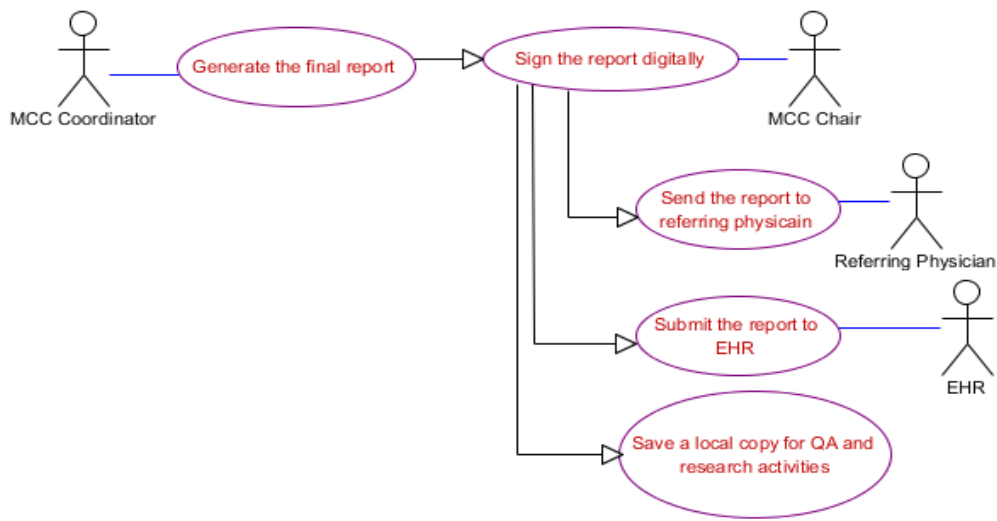 Generate the final report
Sign the report digitally
MCC Coordinator
MCC Chair
Send the report to
referring physicain
Referring Physician
Submit the report to
EHR
EHR
Save a local copy for QA and
research activities